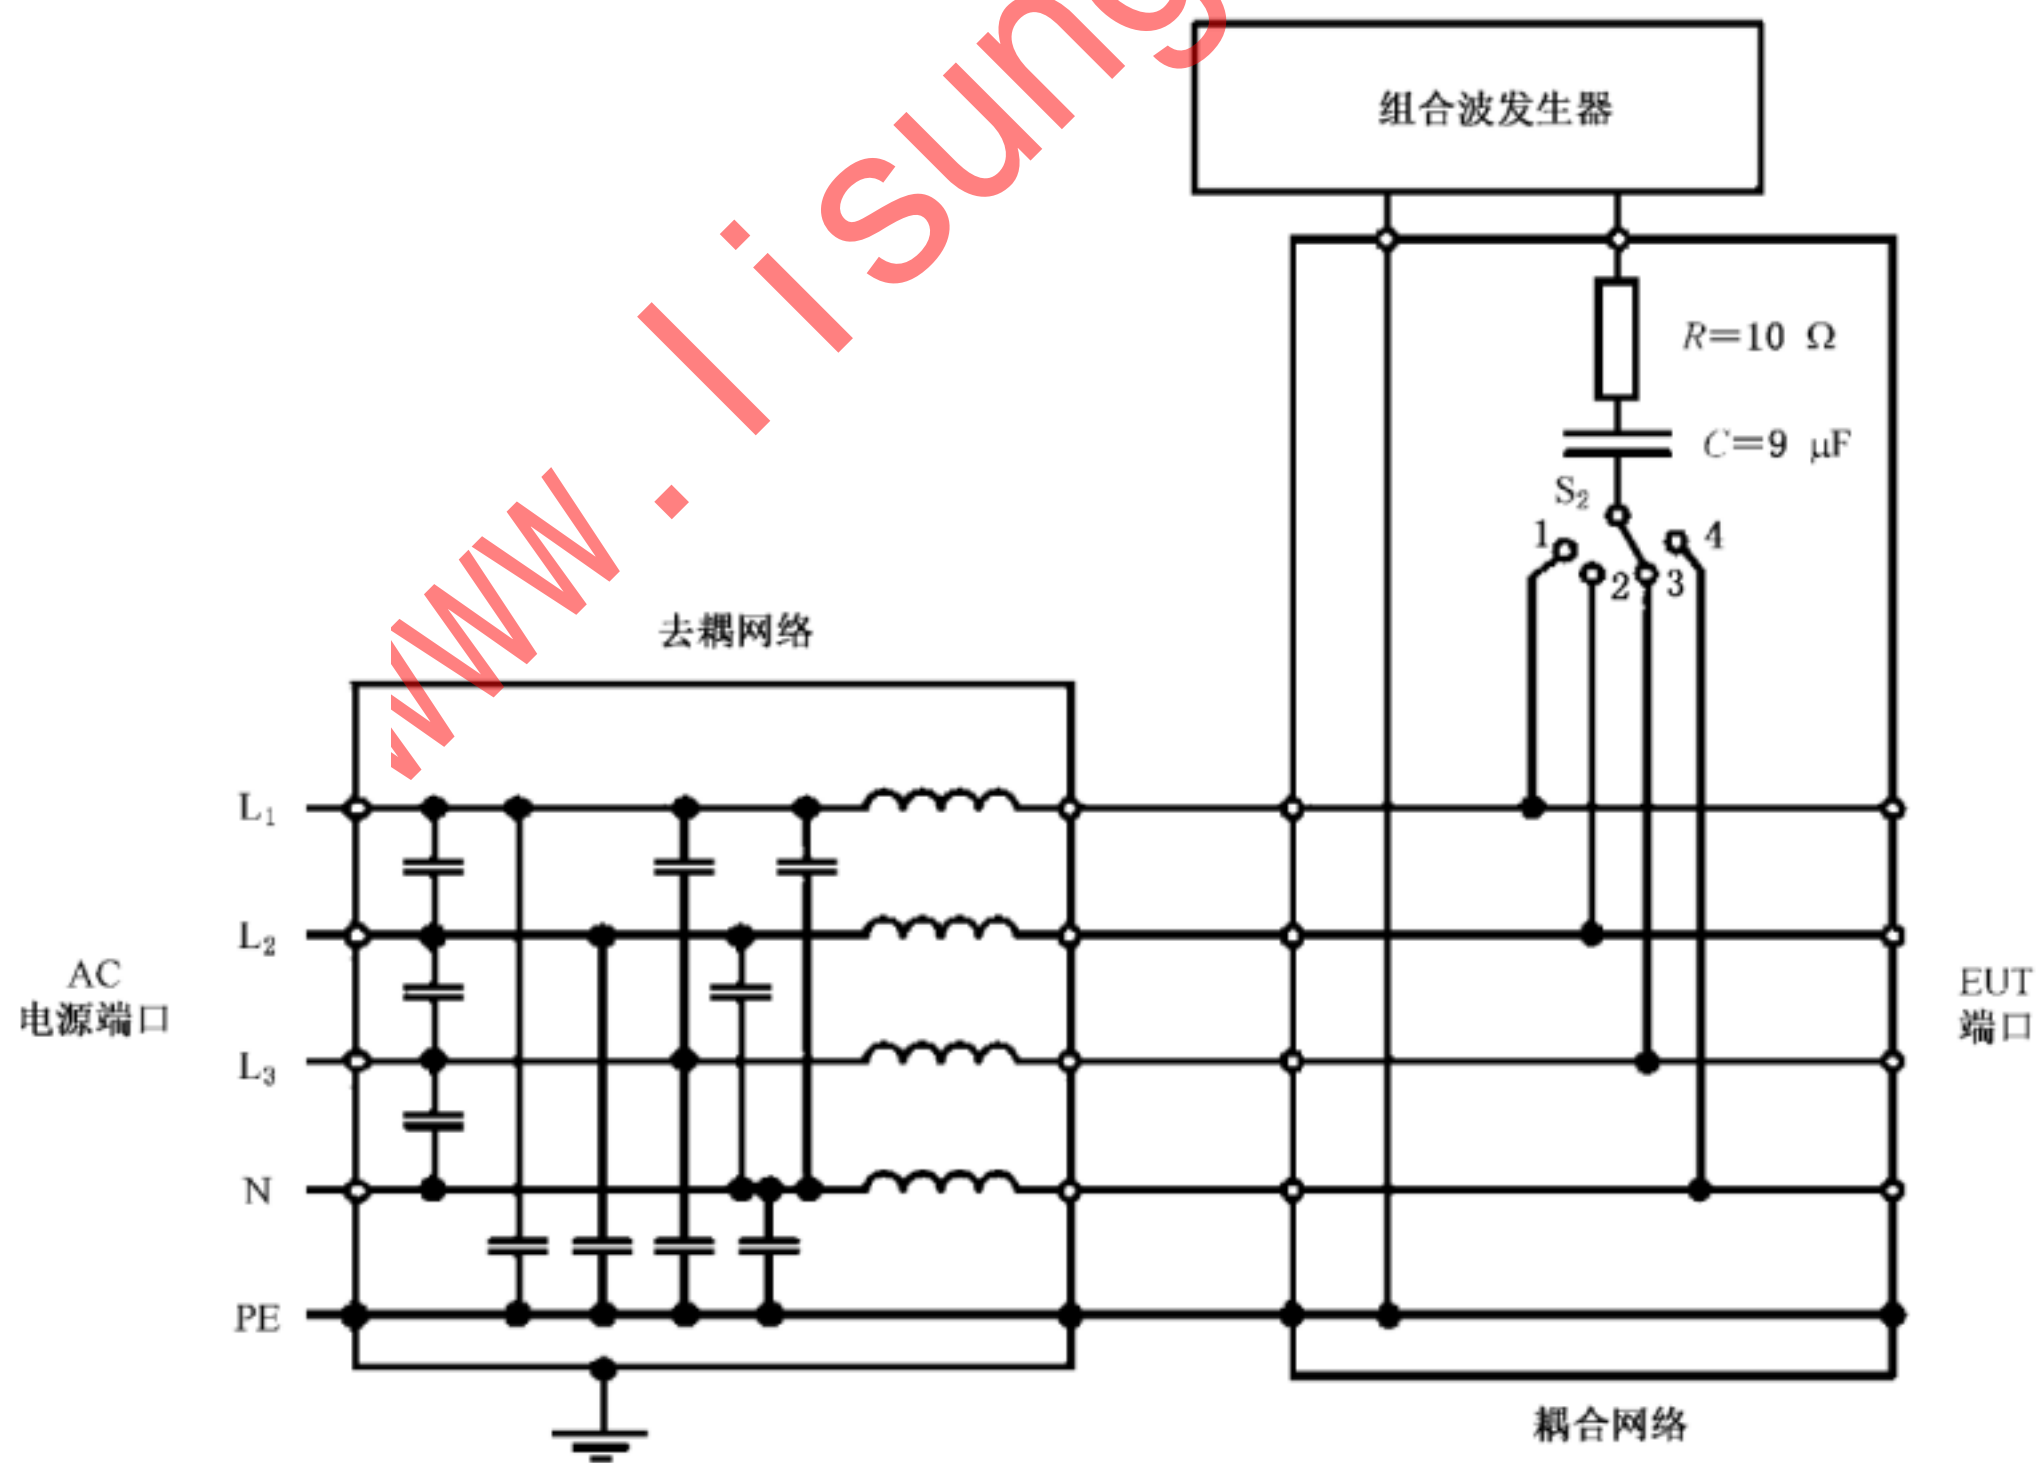 www.lisung
组合波发生器
R=10 Ω
C=9 μF
S₂
1
2
3
4
去耦网络
L₁
L₂
L₃
N
PE
AC
电源端口
EUT
端口
耦合网络